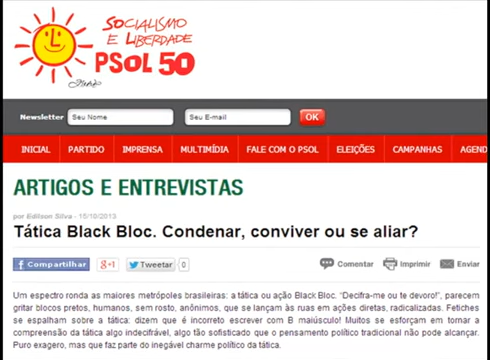 SOCIALISMO
E LIBERDADE
PSOL 50
Newsletter Seu Nome Seu E-mail OK
INICIAL PARTIDO IMPRENSA MULTIMÍDIA FALE COM O PSOL ELEIÇÕES CAMPANHAS AGEND
ARTIGOS E ENTREVISTAS
por Edilson Silva - 15/10/2013
Tática Black Bloc. Condenar, conviver ou se aliar?
Compartilhar +1 Tweetar 0 Comentar Imprimir Enviar
Um espectro ronda as maiores metrópoles brasileiras: a tática ou ação Black Bloc. “Decifra-me ou te devoro!”, parecem
gritar blocos pretos, humanos, sem rosto, anônimos, que se lançam às ruas em ações diretas, radicalizadas. Fetiches
se espalham sobre a tática: dizem que é incorreto escrever com B maiúsculo! Muitos se esforçam em tornar a
compreensão da tática algo indecifrável, algo tão sofisticado que o pensamento político tradicional não pode alcançar.
Puro exagero, mas que faz parte do inegável charme político da tática.